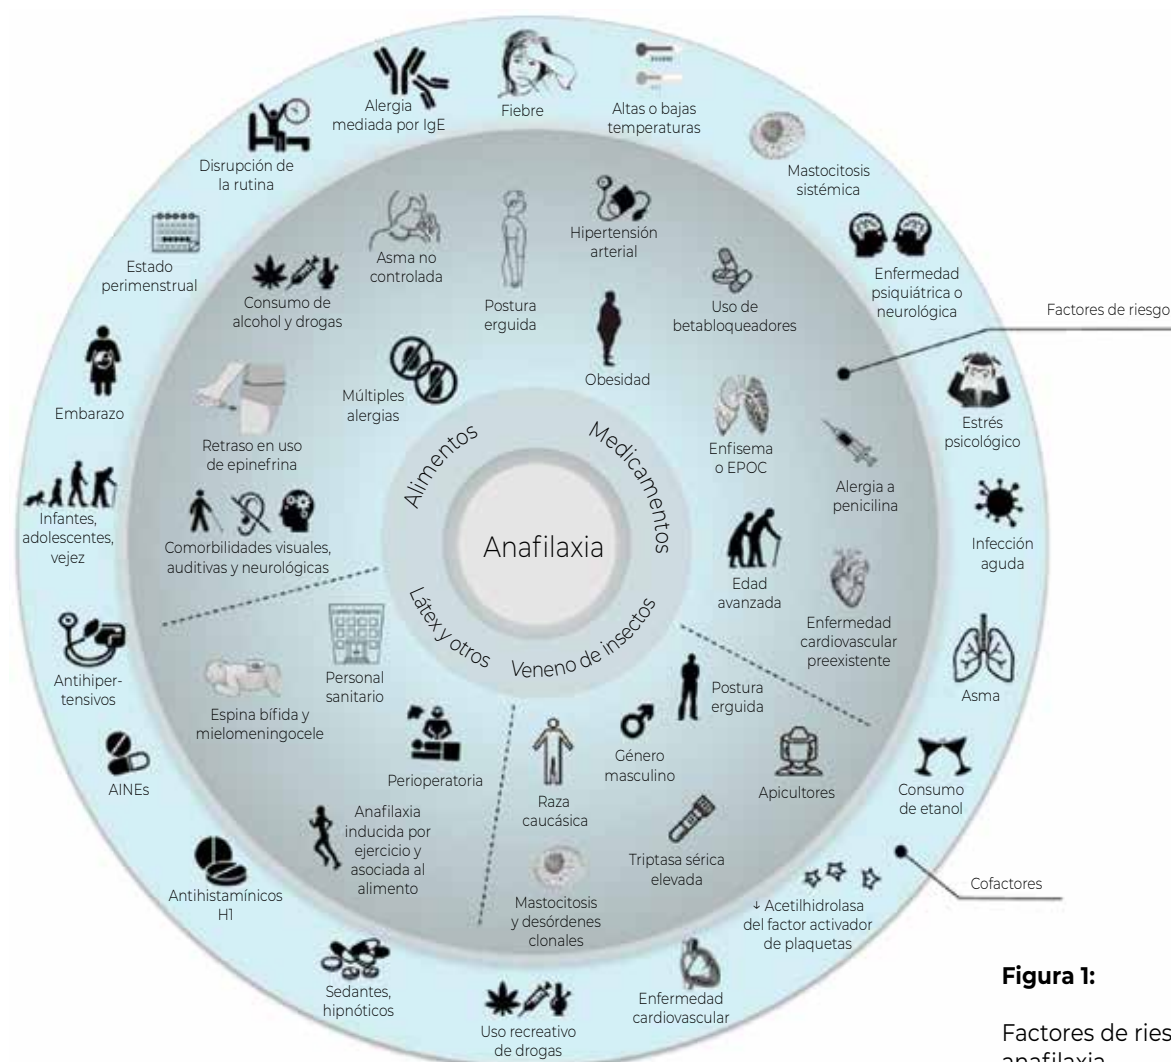 Alergia
mediada por IgE
Fiebre
Altas o bajas
temperaturas
Mastocitosis
sistémica
Enfermedad
psiquiátrica o
neurológica
Factores de riesgo
Estrés
psicológico
Infección
aguda
Asma
Consumo
de etanol
Cofactores
↓ Acetilhidrolasa
del factor activador
de plaquetas
Enfermedad
cardiovascular
Uso recreativo
de drogas
Sedantes,
hipnóticos
Antihistamínicos
H1
AINEs
Antihiper-
tensivos
Infantes,
adolescentes,
vejez
Embarazo
Estado
perimenstrual
Disrupción de
la rutina
Asma no
controlada
Postura
erguida
Hipertensión
arterial
Consumo de
alcohol y drogas
Uso de
betabloqueadores
Obesidad
Múltiples
alergias
Retraso en uso
de epinefrina
Enfisema
o EPOC
Alergia a
penicilina
Comorbilidades visuales,
auditivas y neurológicas
Edad
avanzada
Enfermedad
cardiovascular
preexistente
Alimentos
Medicamentos
Anafilaxia
Látex y otros
Veneno de insectos
Personal
sanitario
Espina bífida y
mielomeningocele
Perioperatoria
Anafilaxia
inducida por
ejercicio y
asociada al
alimento
Postura
erguida
Género
masculino
Raza
caucásica
Apicultores
Triptasa sérica
elevada
Mastocitosis
y desórdenes
clonales
Figura 1:
Factores de ries